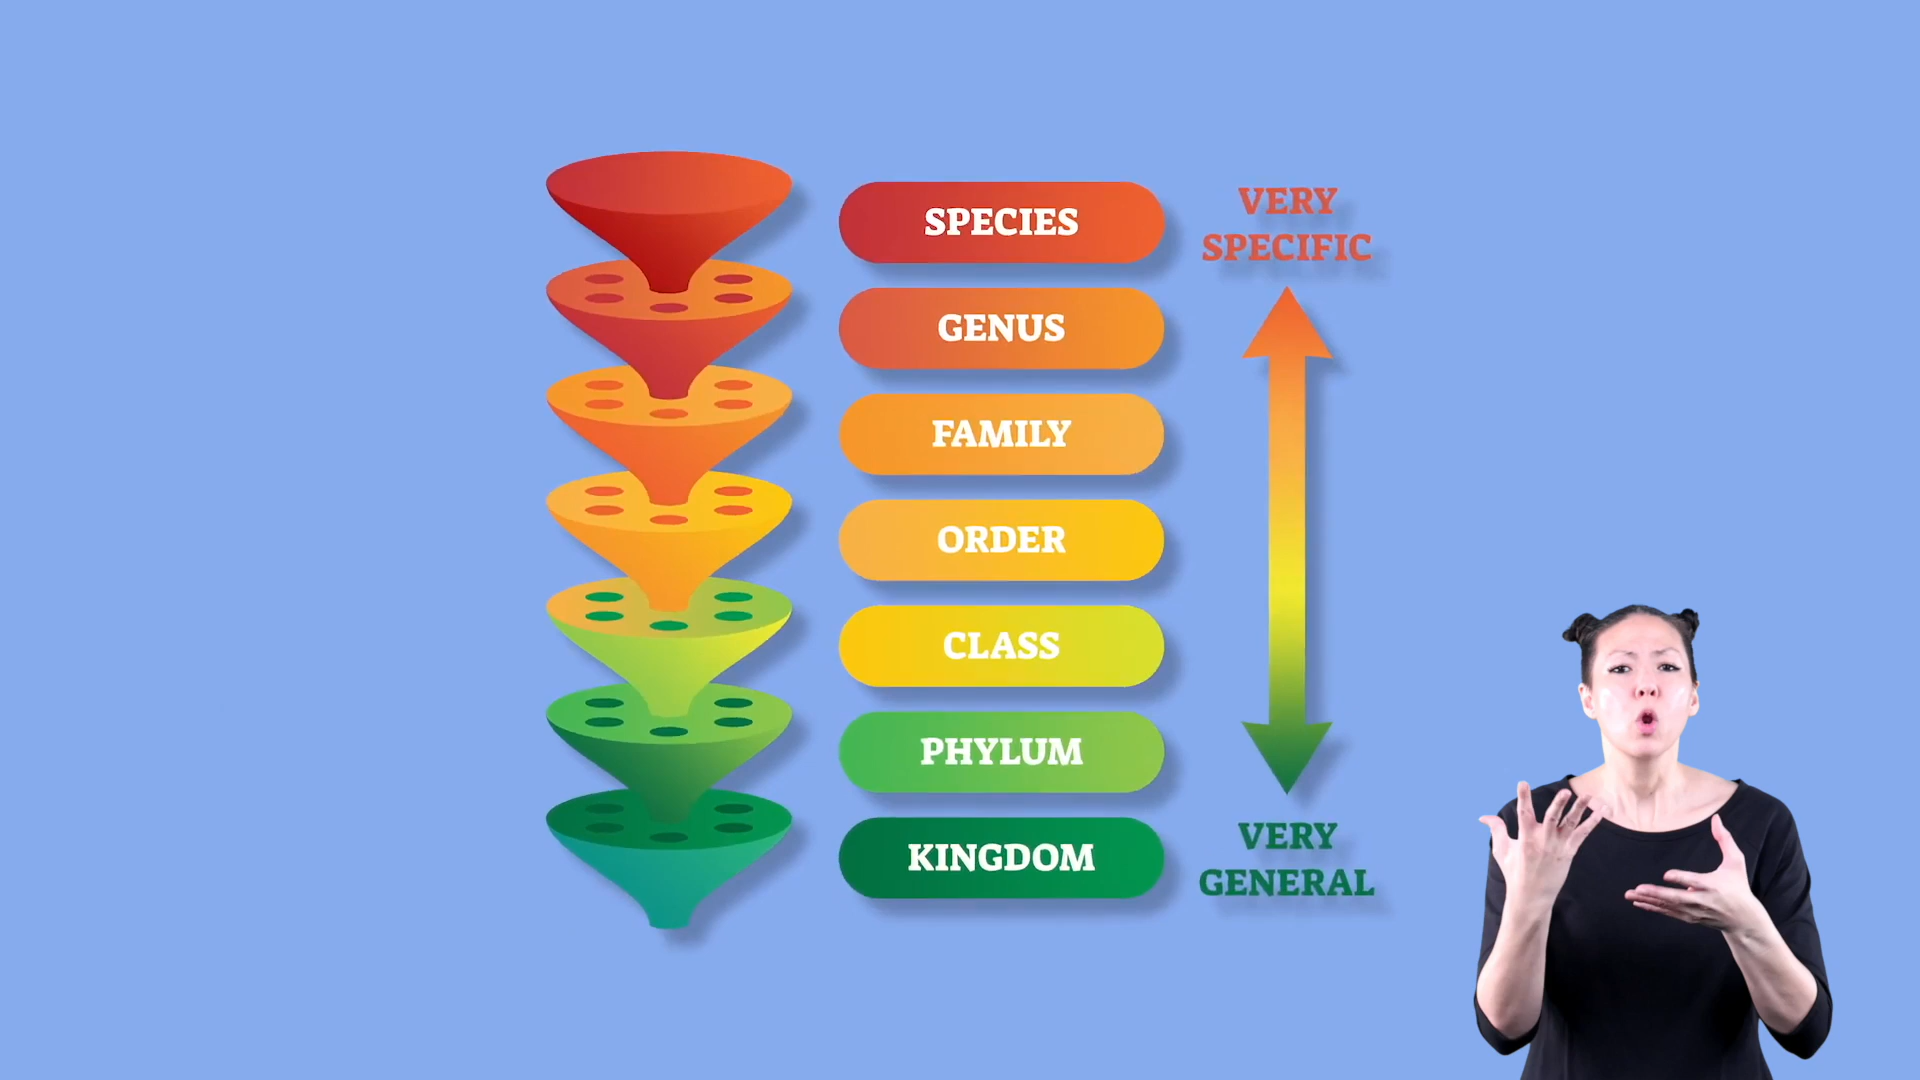 SPECIES
GENUS
FAMILY
ORDER
CLASS
PHYLUM
KINGDOM
VERY
SPECIFIC
VERY
GENERAL